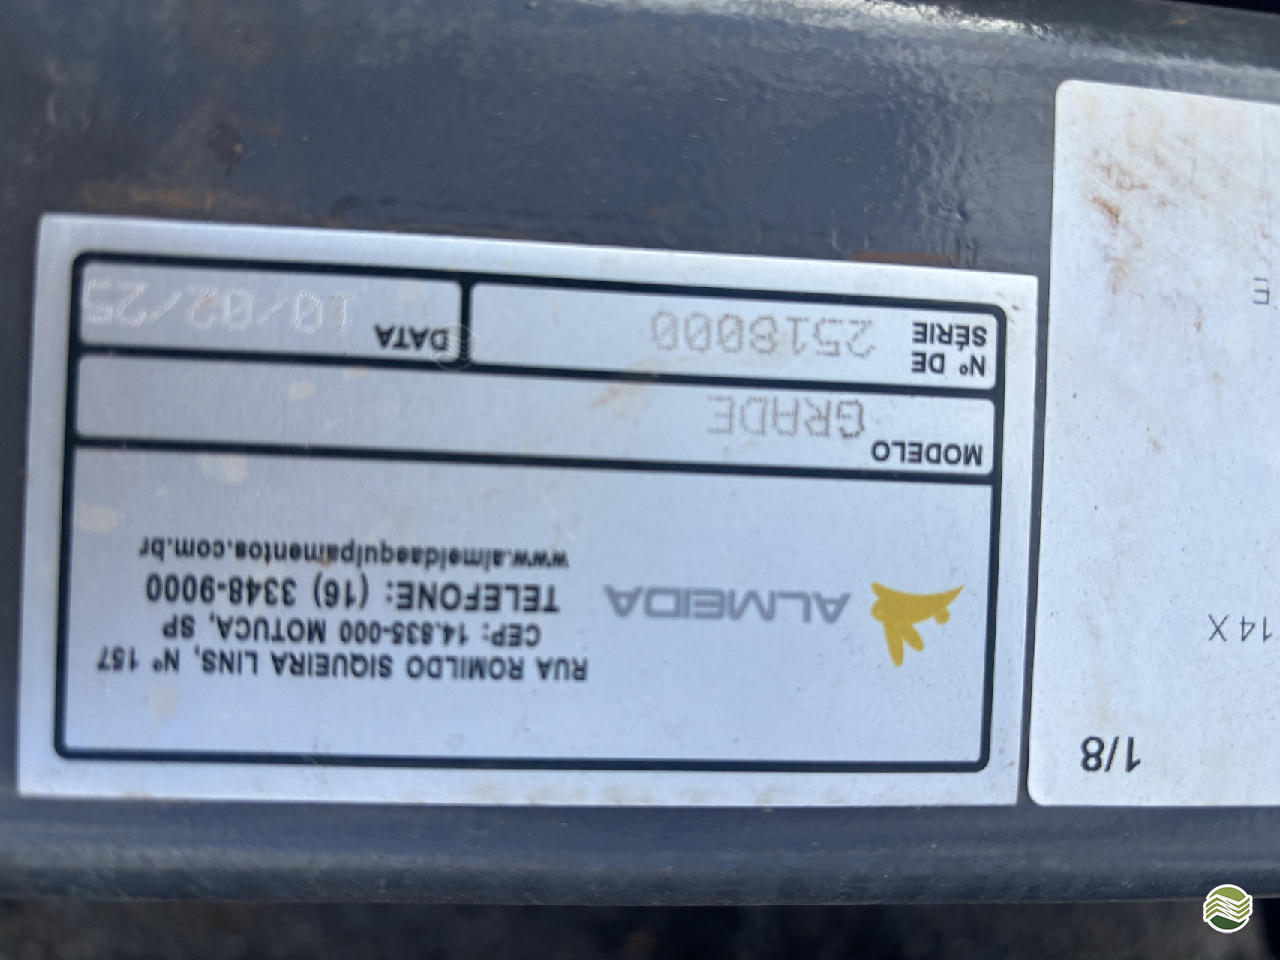 ALMEIDA
RUA ROMILDO SIQUEIRA LINS, Nº 157
CEP: 14.835-000 MOTUCA, SP
TELEFONE: (16) 3348-9000
www.almeidaequipamentos.com.br
MODELO
GRADE
Nº DE
SÉRIE
2518000
DATA
10/02/25
1/8
14 X
E